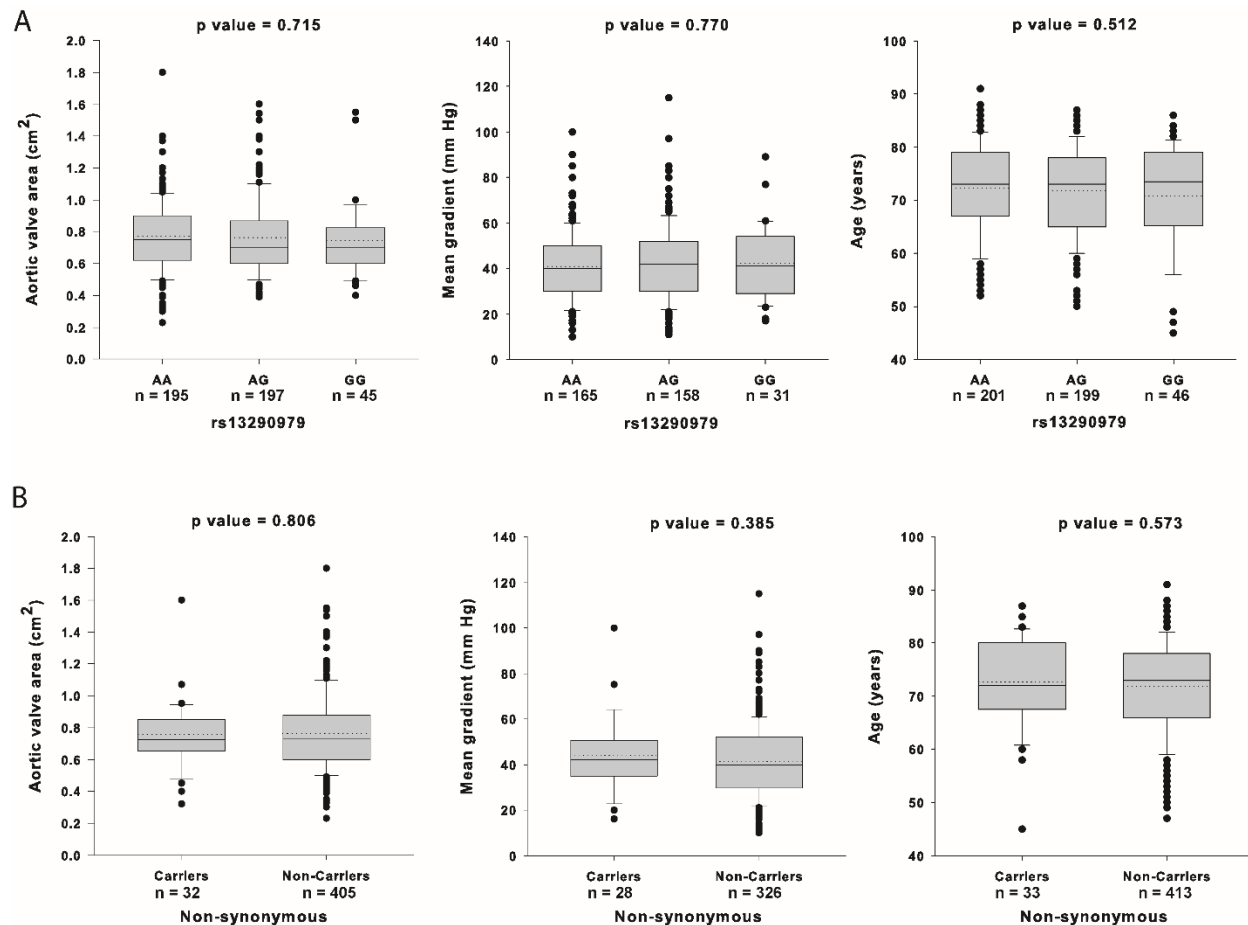 A
p value = 0.715
Aortic valve area (cm2)
2.0
1.8
1.6
1.4
1.2
1.0
0.8
0.6
0.4
0.2
0.0
AA AG GG
n = 195 n = 197 n = 45
rs13290979
p value = 0.770
Mean gradient (mm Hg)
140
120
100
80
60
40
20
0
AA AG GG
n = 165 n = 158 n = 31
rs13290979
p value = 0.512
Age (years)
100
90
80
70
60
50
40
AA AG GG
n = 201 n = 199 n = 46
rs13290979
B
p value = 0.806
Aortic valve area (cm2)
2.0
1.8
1.6
1.4
1.2
1.0
0.8
0.6
0.4
0.2
0.0
Carriers Non-Carriers
n = 32 n = 405
Non-synonymous
p value = 0.385
Mean gradient (mm Hg)
140
120
100
80
60
40
20
0
Carriers Non-Carriers
n = 28 n = 326
Non-synonymous
p value = 0.573
Age (years)
100
90
80
70
60
50
40
Carriers Non-Carriers
n = 33 n = 413
Non-synonymous